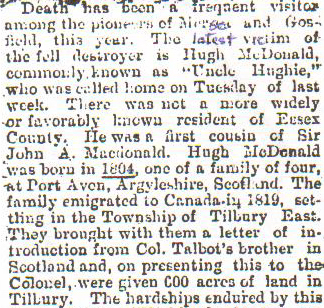 Death has been a frequent visitor
among the pioneers of Mersea and Gos-
field, this year. The latest victim of
the fell destroyer is Hugh McDonald,
commonly known as "Uncle Hughie,"
who was called home on Tuesday of last
week. There was not a more widely
or favorably known resident of Essex
County. He was a first cousin of Sir
John A. Macdonald. Hugh McDonald
was born in 1804, one of a family of four,
at Port Avon, Argyleshire, Scotland. The
family emigrated to Canada in 1819, set-
tling in the Township of Tilbury East.
They brought with them a letter of in-
troduction from Col. Talbot's brother in
Scotland and, on presenting this to the
Colonel, were given 600 acres of land in
Tilbury. The hardships endured by this